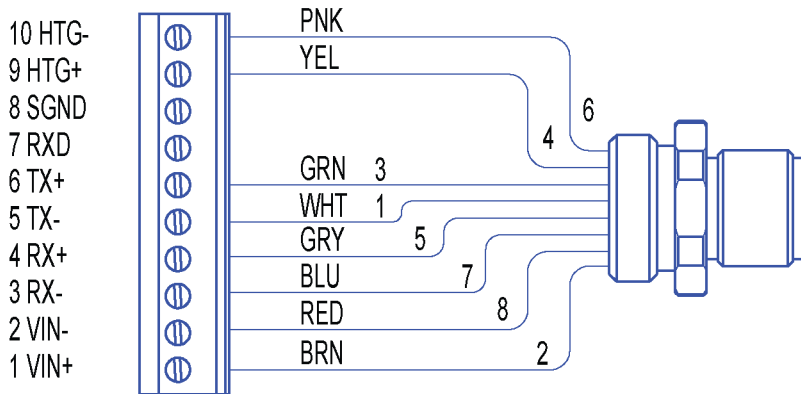 10 HTG- PNK
9 HTG+ YEL
6
4
8 SGND
7 RXD
6 TX+ GRN 3
5 TX- WHT 1
4 RX+ GRY 5
3 RX- BLU 7
2 VIN- RED 8
1 VIN+ BRN 2